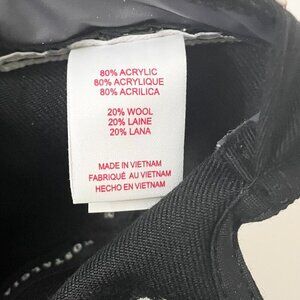 80% ACRYLIC
80% ACRYLIQUE
80% ACRILICA
20% WOOL
20% LAINE
20% LANA
MADE IN VIETNAM
FABRIQUÉ AU VIETNAM
HECHO EN VIETNAM